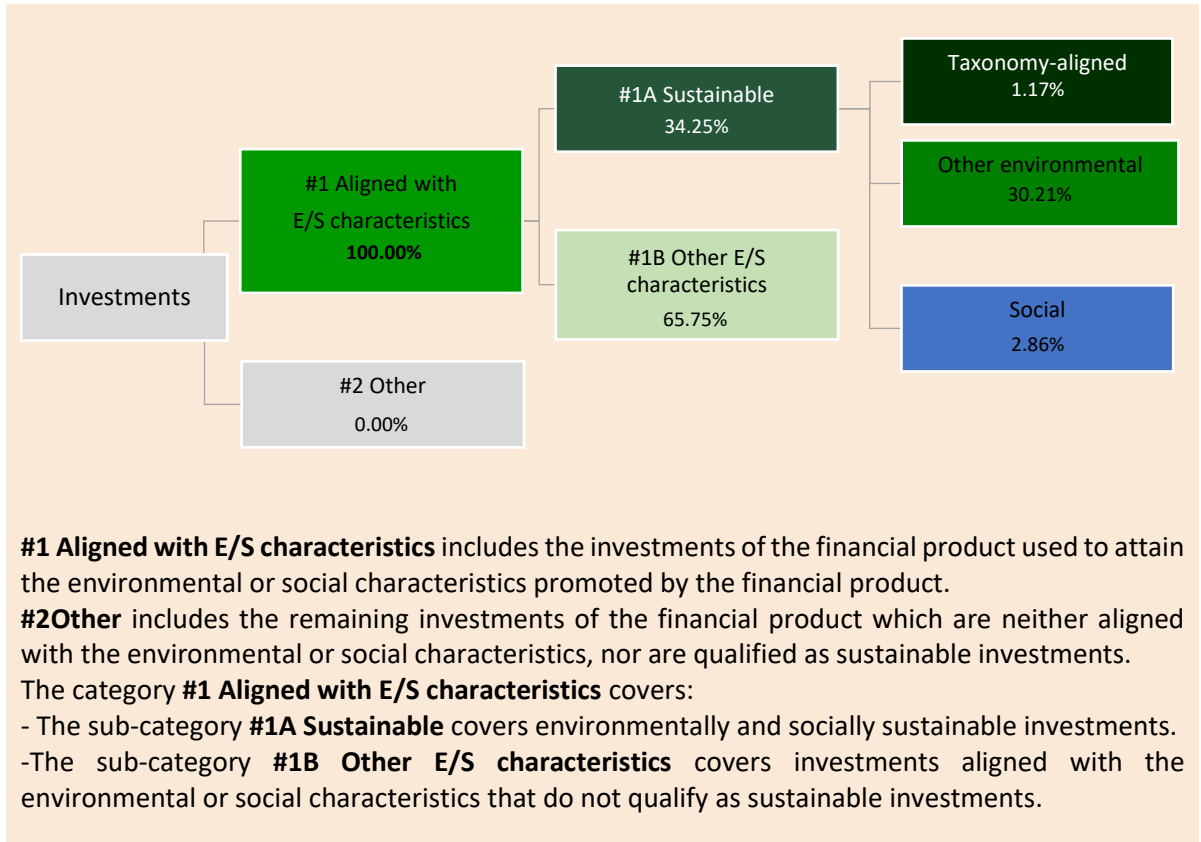 Investments
#1 Aligned with
E/S characteristics
100.00%
#2 Other
0.00%
#1A Sustainable
34.25%
#1B Other E/S
characteristics
65.75%
Taxonomy-aligned
1.17%
Other environmental
30.21%
Social
2.86%
#1 Aligned with E/S characteristics includes the investments of the financial product used to attain
the environmental or social characteristics promoted by the financial product.
#2Other includes the remaining investments of the financial product which are neither aligned
with the environmental or social characteristics, nor are qualified as sustainable investments.
The category #1 Aligned with E/S characteristics covers:
- The sub-category #1A Sustainable covers environmentally and socially sustainable investments.
-The sub-category #1B Other E/S characteristics covers investments aligned with the
environmental or social characteristics that do not qualify as sustainable investments.